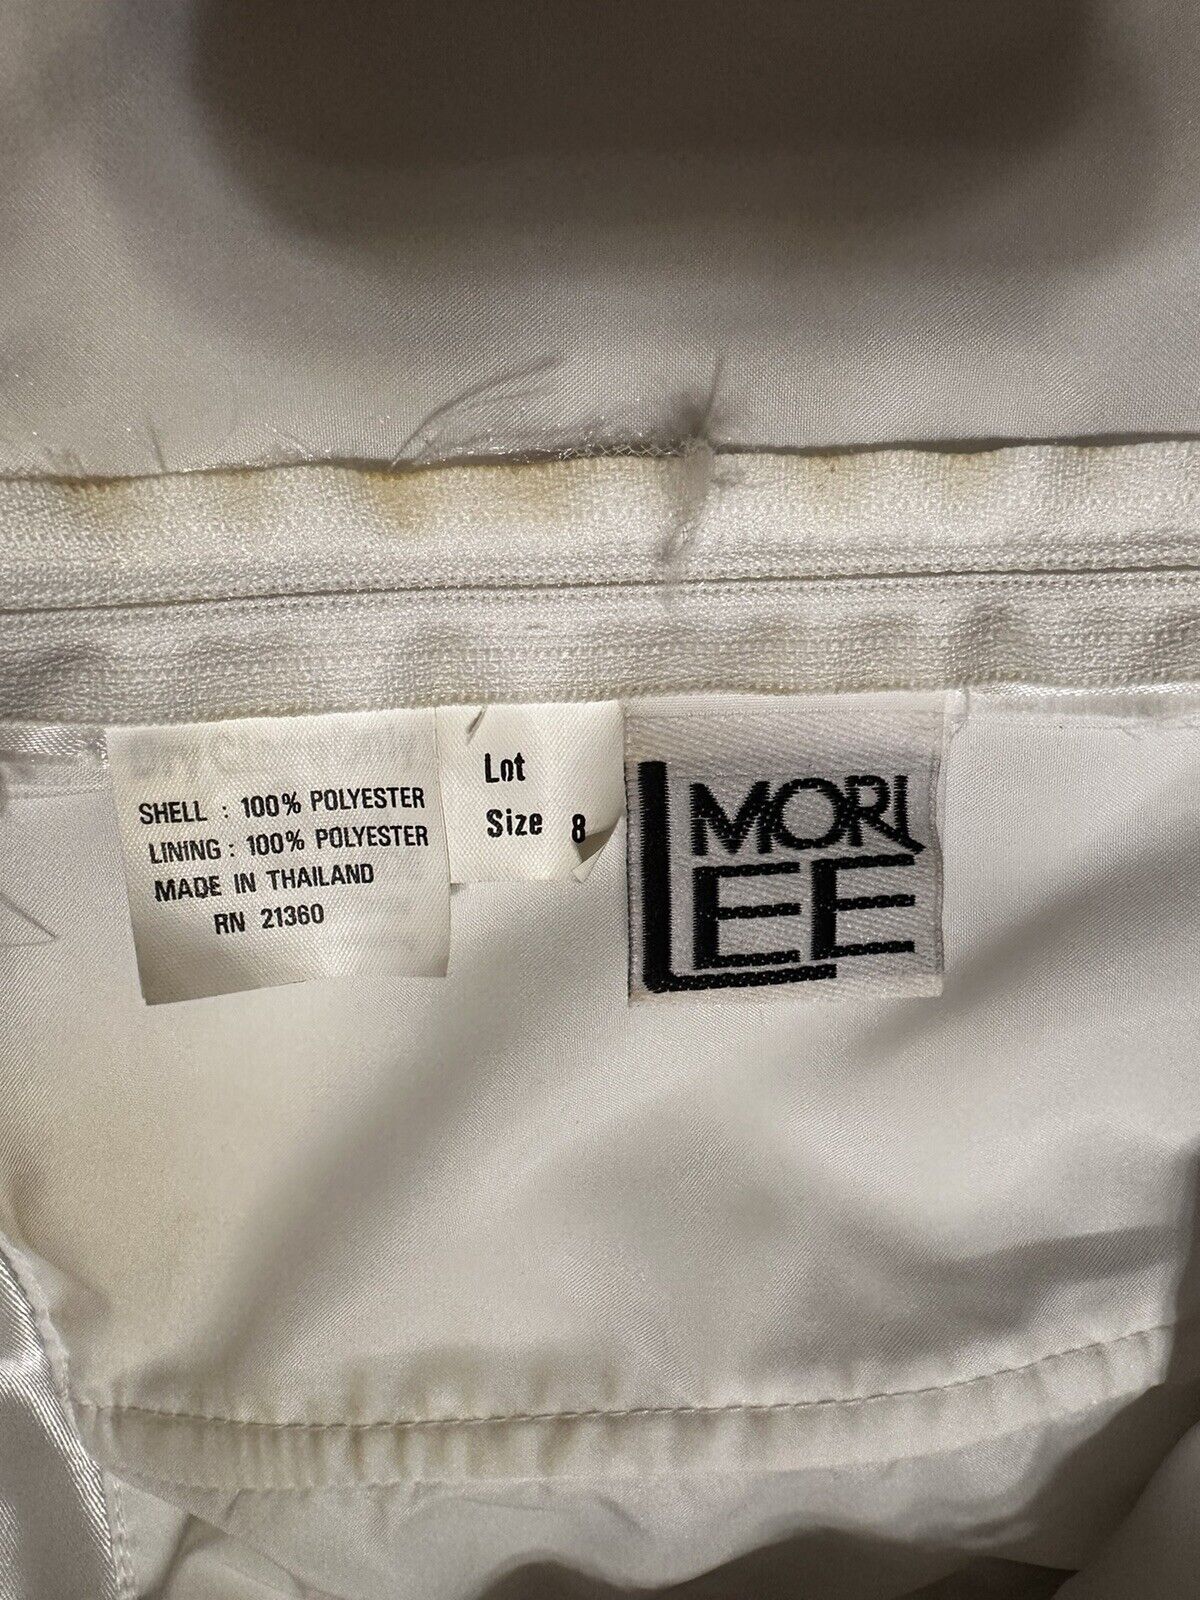 SHELL : 100% POLYESTER
LINING : 100% POLYESTER
MADE IN THAILAND
RN 21360
Lot
Size 8
MORI
LEE